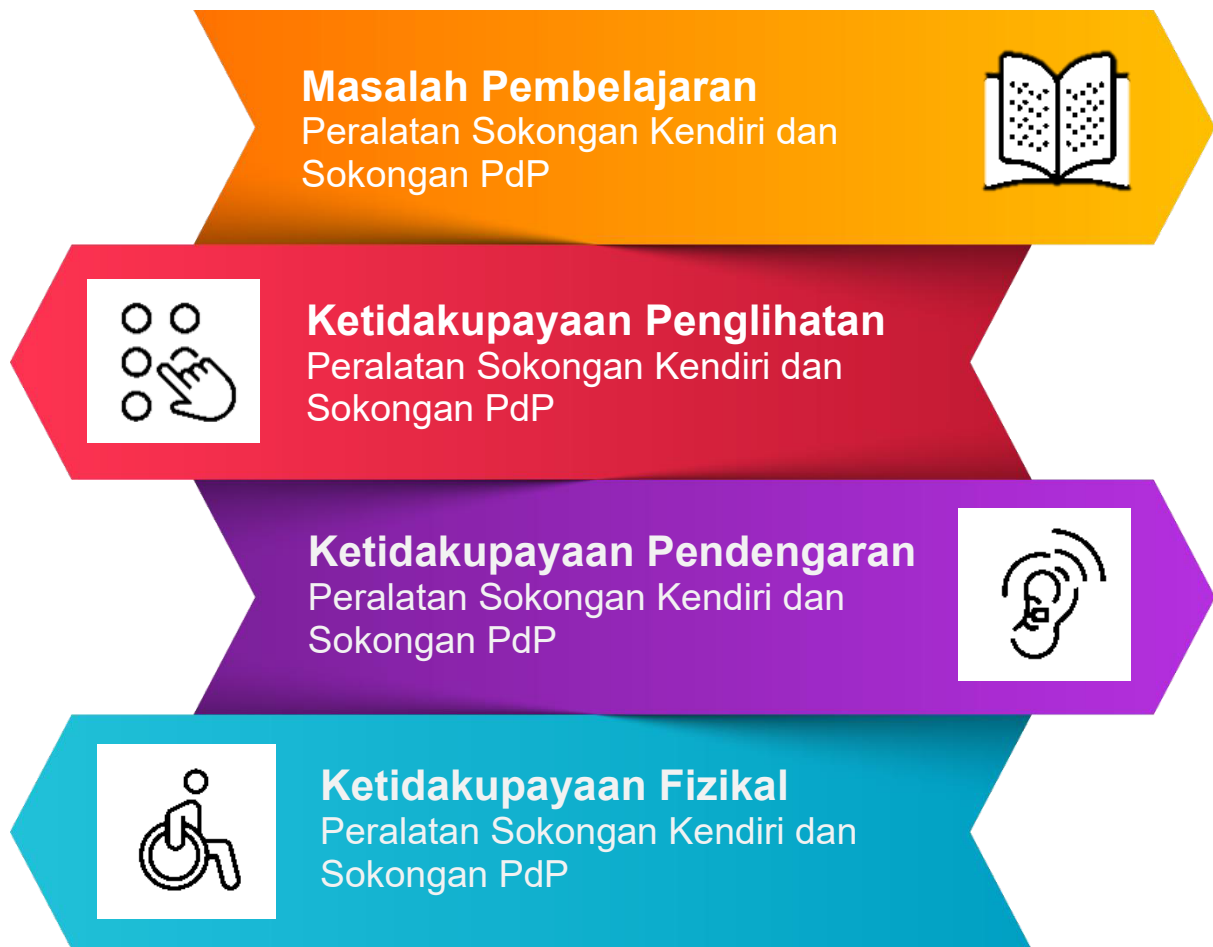 Masalah Pembelajaran
Peralatan Sokongan Kendiri dan
Sokongan PdP
Ketidakupayaan Penglihatan
Peralatan Sokongan Kendiri dan
Sokongan PdP
Ketidakupayaan Pendengaran
Peralatan Sokongan Kendiri dan
Sokongan PdP
Ketidakupayaan Fizikal
Peralatan Sokongan Kendiri dan
Sokongan PdP